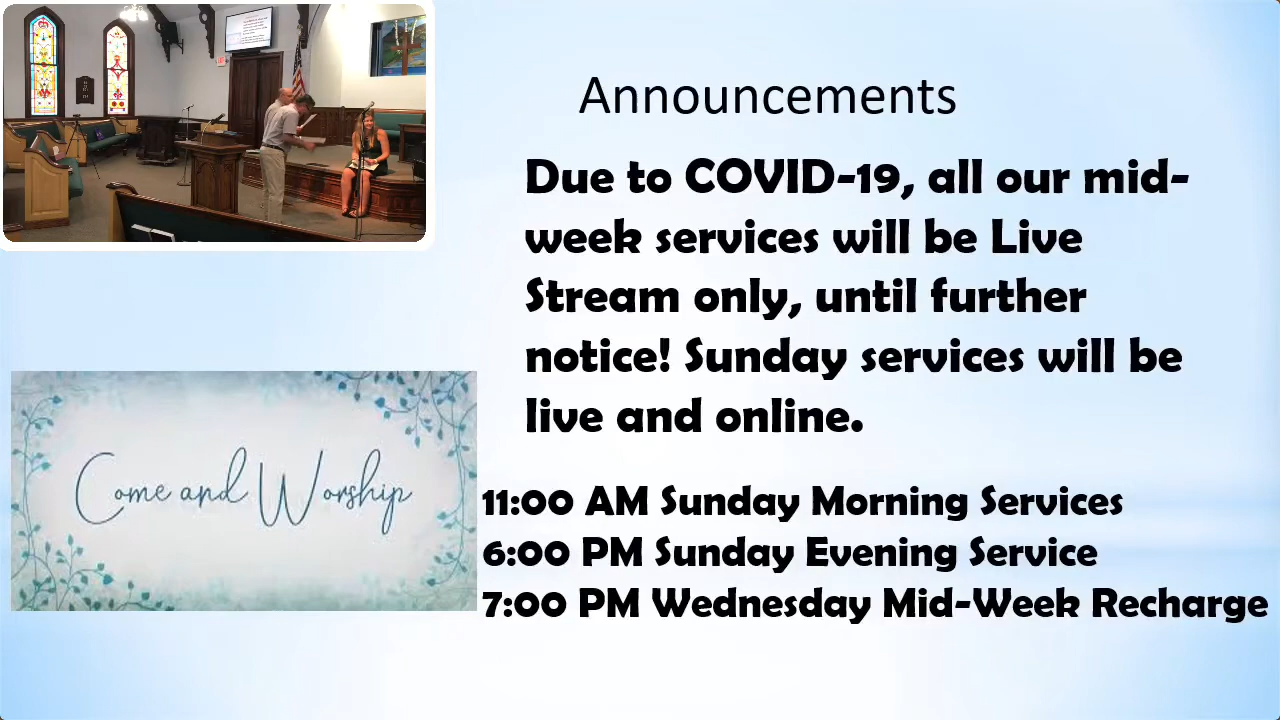 Announcements
Due to COVID-19, all our mid-
week services will be Live
Stream only, until further
notice! Sunday services will be
live and online.
Come and Worship
11:00 AM Sunday Morning Services
6:00 PM Sunday Evening Service
7:00 PM Wednesday Mid-Week Recharge